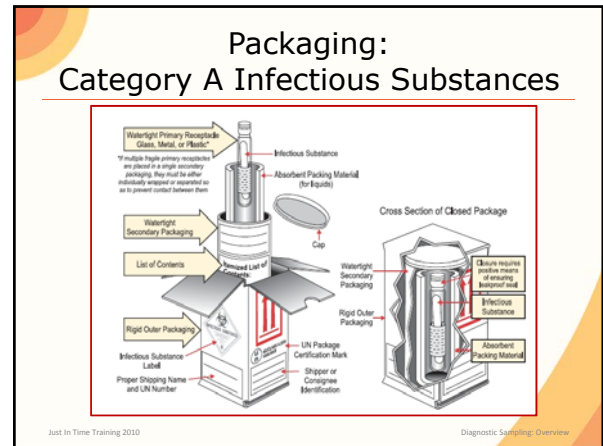 Packaging:
Category A Infectious Substances
Watertight Primary Receptacle
Glass, Metal, or Plastic*
*If multiple fragile primary receptacles
are placed in a single secondary
packaging, they must be either
individually wrapped or separated so
as to prevent contact between them
Infectious Substance
Absorbent Packing Material
(for liquids)
Watertight
Secondary Packaging
Cap
List of Contents
Itemized List of
Contents:
Rigid Outer Packaging
Infectious Substance
Label
Proper Shipping Name
and UN Number
UN Package
Certification Mark
Shipper or
Consignee
Identification
Cross Section of Closed Package
Watertight
Secondary
Packaging
Rigid Outer
Packaging
Closure requires
positive means
of ensuring
leakproof seal
Infectious
Substance
Absorbent
Packing Material
Just In Time Training 2010
Diagnostic Sampling: Overview